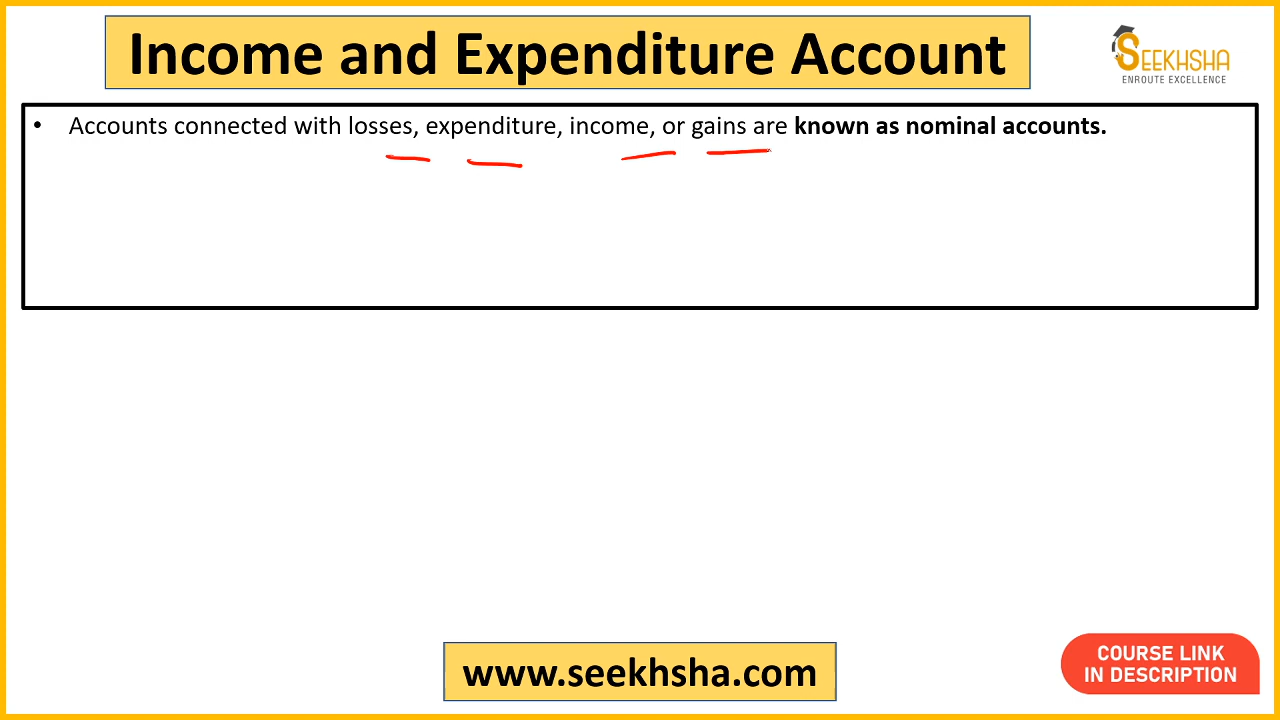 Income and Expenditure Account
SEEKHSHA
ENROUTE EXCELLENCE
• Accounts connected with losses, expenditure, income, or gains are known as nominal accounts.
www.seekhsha.com
COURSE LINK
IN DESCRIPTION